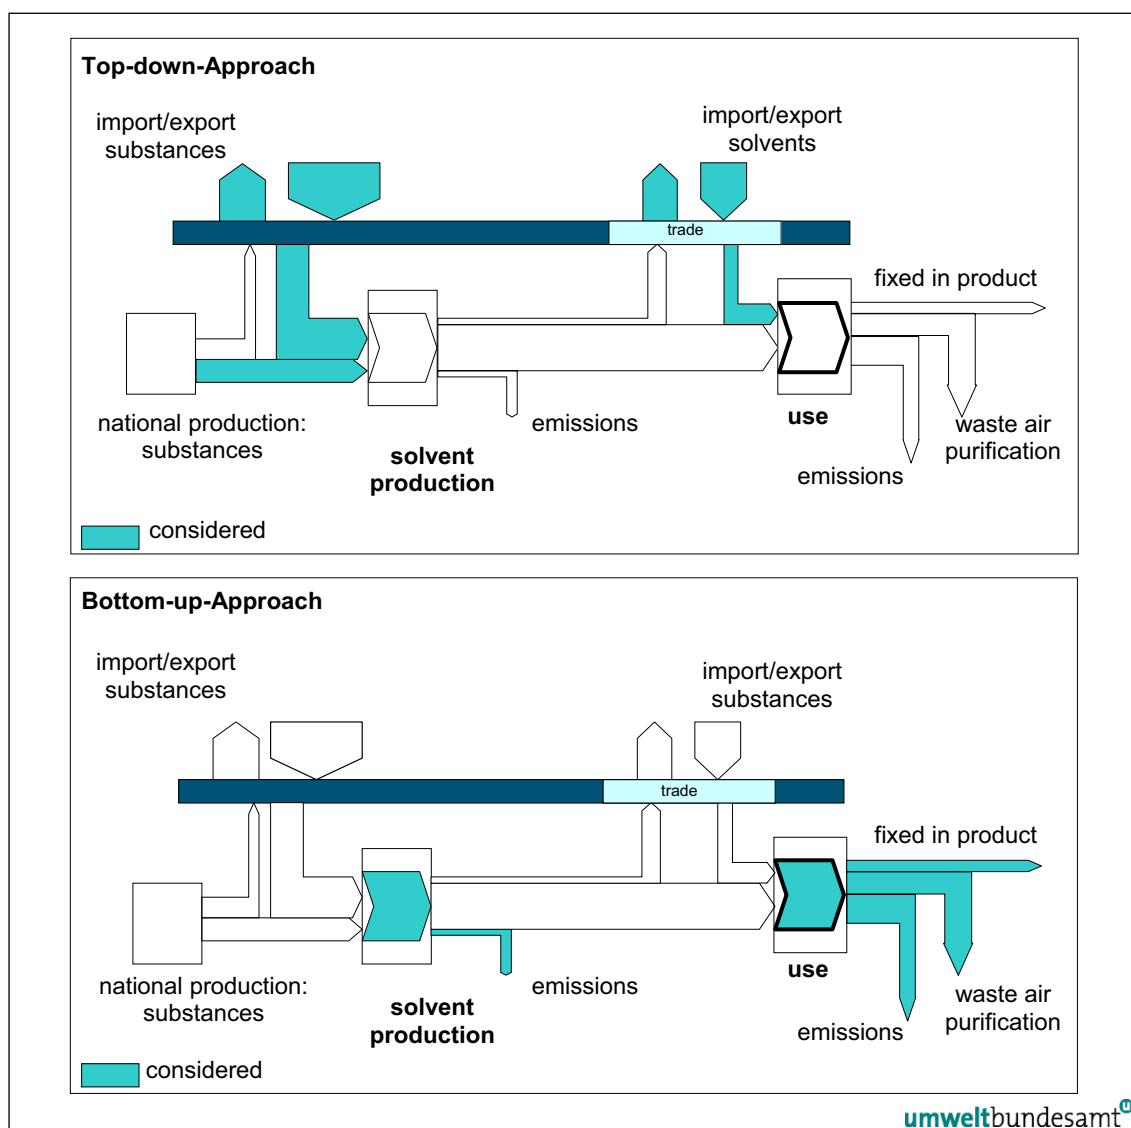 Top-down-Approach
import/export
substances
import/export
solvents
trade
fixed in product
national production:
substances
emissions
use
waste air
purification
solvent
production
emissions
considered
Bottom-up-Approach
import/export
substances
import/export
substances
trade
fixed in product
national production:
substances
emissions
use
waste air
purification
solvent
production
emissions
considered
umweltbundesamt u